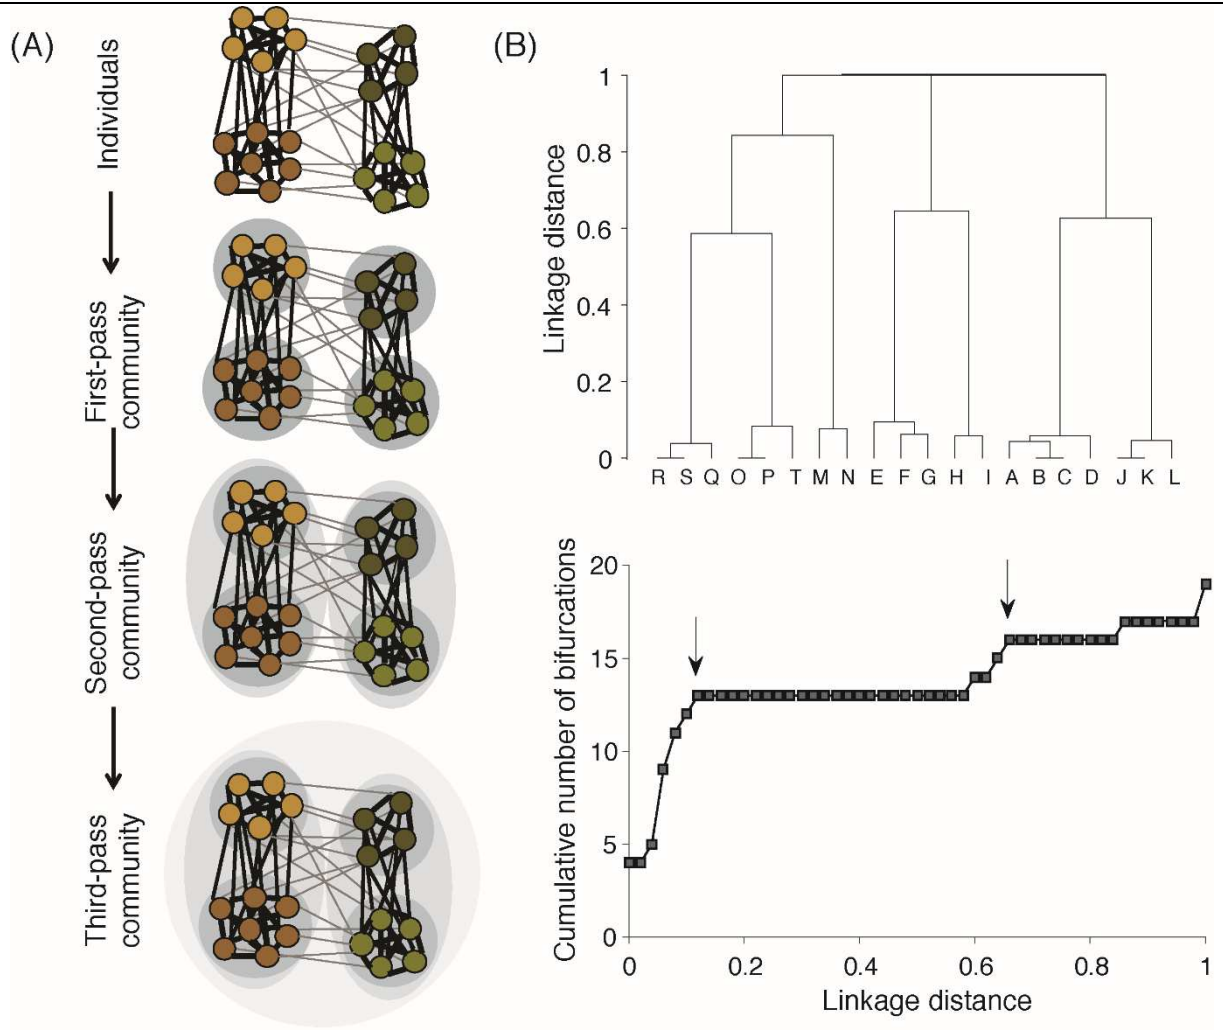 (A)
Individuals
First-pass
community
Second-pass
community
Third-pass
community
(B)
Linkage distance
1
0.8
0.6
0.4
0.2
0
R S Q O P T M N E F G H I A B C D J K L
Cumulative number of bifurcations
20
15
10
5
0
0 0.2 0.4 0.6 0.8 1
Linkage distance